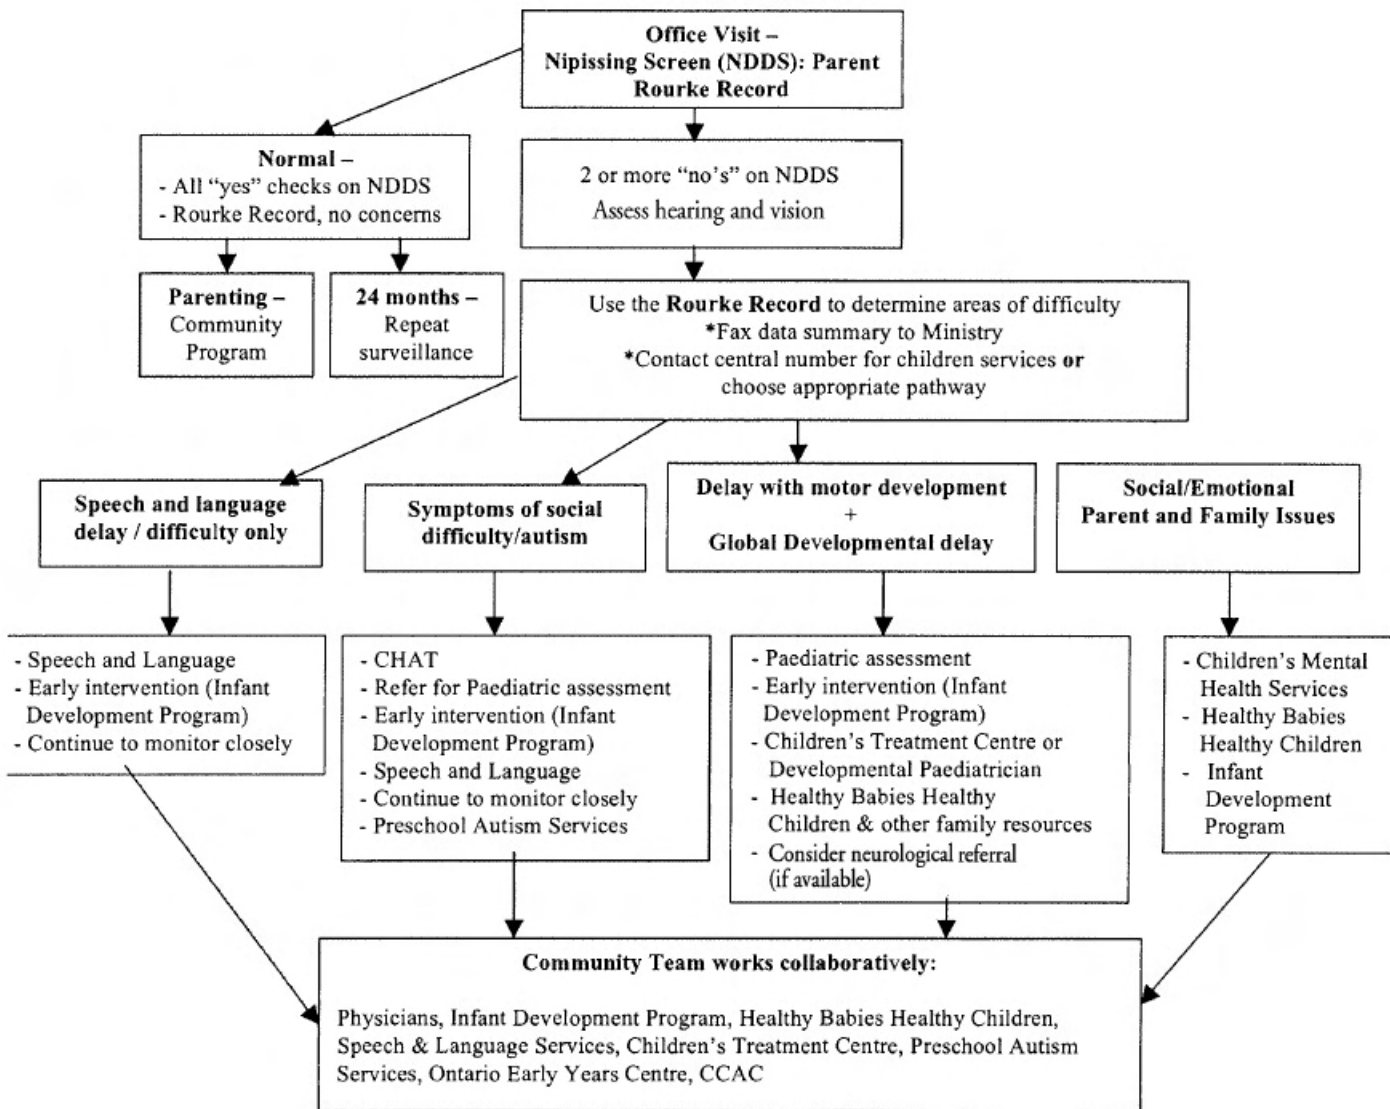 Office Visit –
Nipissing Screen (NDDS): Parent
Rourke Record
Normal –
- All “yes” checks on NDDS
- Rourke Record, no concerns
2 or more “no’s” on NDDS
Assess hearing and vision
Parenting –
Community
Program
24 months –
Repeat
surveillance
Use the Rourke Record to determine areas of difficulty
*Fax data summary to Ministry
*Contact central number for children services or
choose appropriate pathway
Speech and language
delay / difficulty only
Symptoms of social
difficulty/autism
Delay with motor development
+
Global Developmental delay
Social/Emotional
Parent and Family Issues
- Speech and Language
- Early intervention (Infant
Development Program)
- Continue to monitor closely
- CHAT
- Refer for Paediatric assessment
- Early intervention (Infant
Development Program)
- Speech and Language
- Continue to monitor closely
- Preschool Autism Services
- Paediatric assessment
- Early intervention (Infant
Development Program)
- Children’s Treatment Centre or
Developmental Paediatrician
- Healthy Babies Healthy
Children & other family resources
- Consider neurological referral
(if available)
- Children’s Mental
Health Services
- Healthy Babies
Healthy Children
- Infant
Development
Program
Community Team works collaboratively:
Physicians, Infant Development Program, Healthy Babies Healthy Children,
Speech & Language Services, Children’s Treatment Centre, Preschool Autism
Services, Ontario Early Years Centre, CCAC